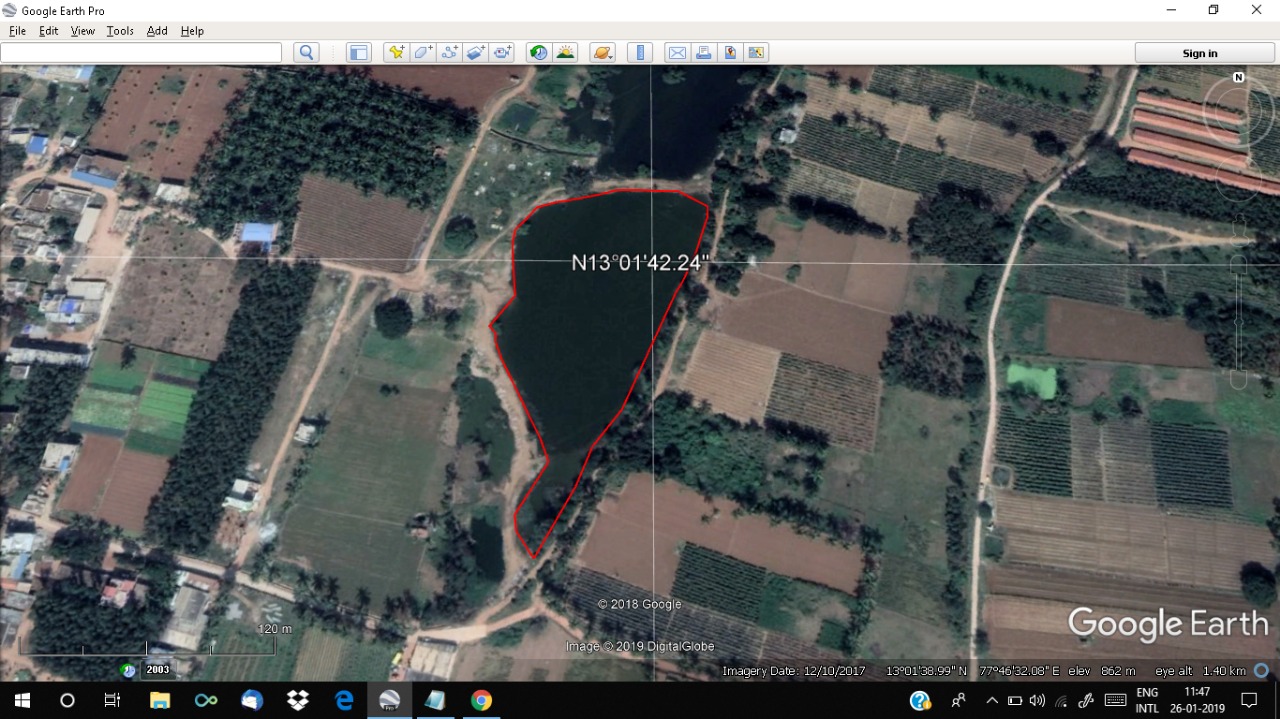 Google Earth Pro
File Edit View Tools Add Help
Sign in
N
N13°01'42.24"
© 2018 Google
120 m
Image © 2019 DigitalGlobe
Google Earth
2003
Imagery Date: 12/10/2017 13°01'38.99" N 77°46'32.08" E elev 862 m eye alt 1.40 km
ENG 11:47
INTL 26-01-2019